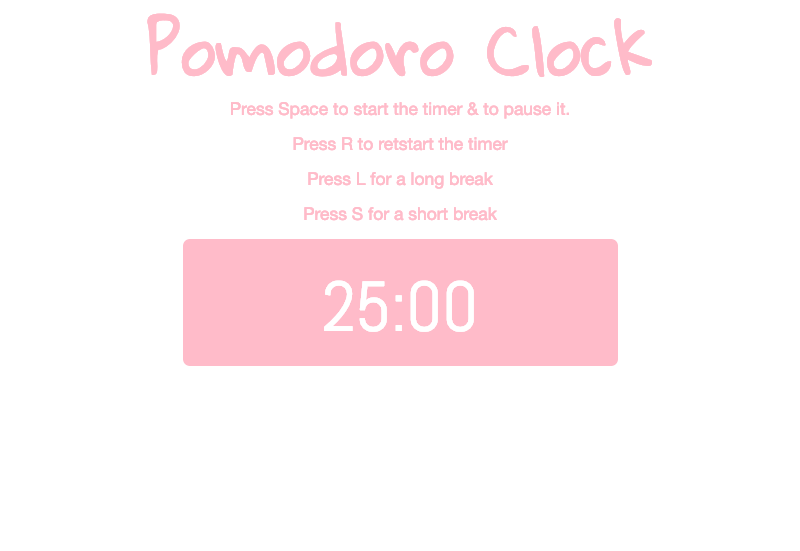 Pomodoro Clock
Press Space to start the timer & to pause it.
Press R to retstart the timer
Press L for a long break
Press S for a short break
25:00